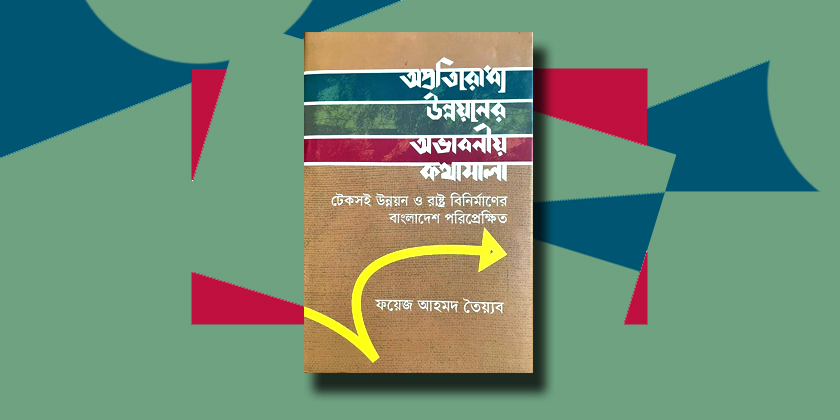 অপ্রতিরোধ্য
উন্নয়নের
অভাবনীয়
কথামালা
টেকসই উন্নয়ন ও রাষ্ট্র বিনির্মাণের
বাংলাদেশ পরিপ্রেক্ষিত
ফয়েজ আহমদ তৈয়্যব